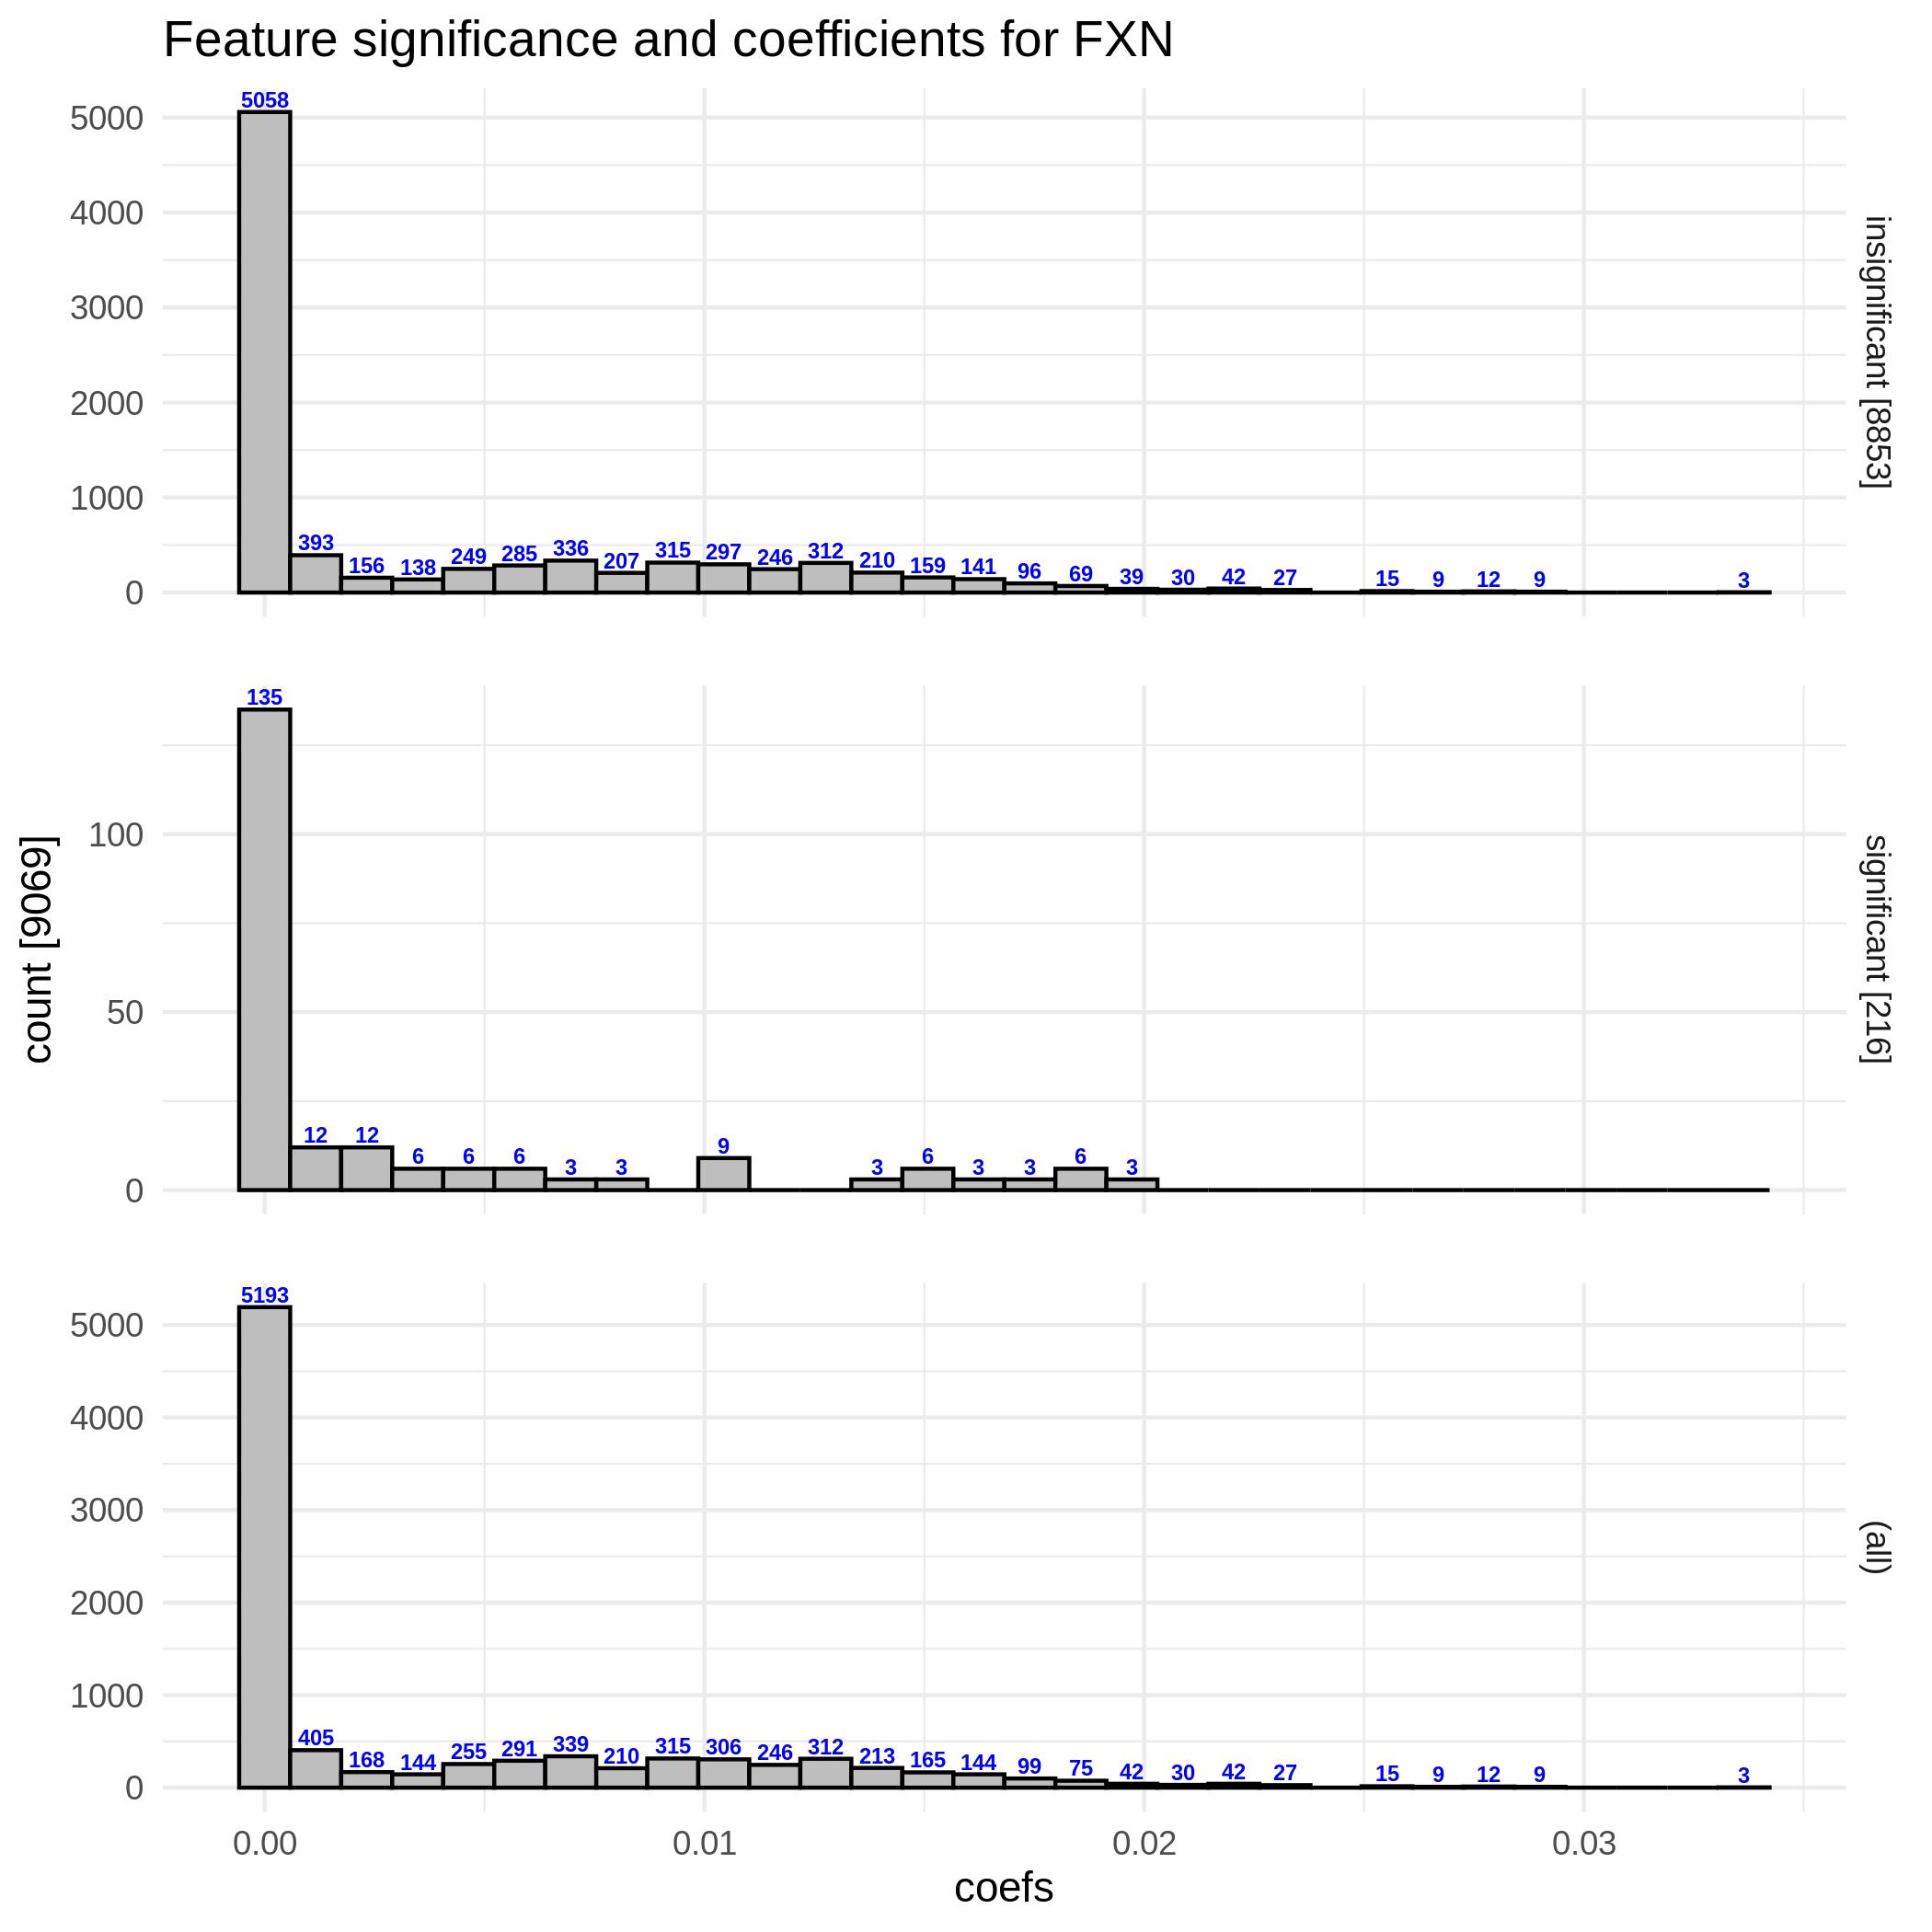 Feature significance and coefficients for FXN
5058
5000
4000
3000
2000
1000
0
393 156 138 249 285 336 207 315 297 246 312 210 159 141 96 69 39 30 42 27 15 9 12 9 3
insignificant [8853]
135
100
50
0
12 12 6 6 6 3 3 9 3 6 3 3 6 3
significant [216]
count [9069]
5193
5000
4000
3000
2000
1000
0
405 168 144 255 291 339 210 315 306 246 312 213 165 144 99 75 42 30 42 27 15 9 12 9 3
(all)
0.00 0.01 0.02 0.03
coefs